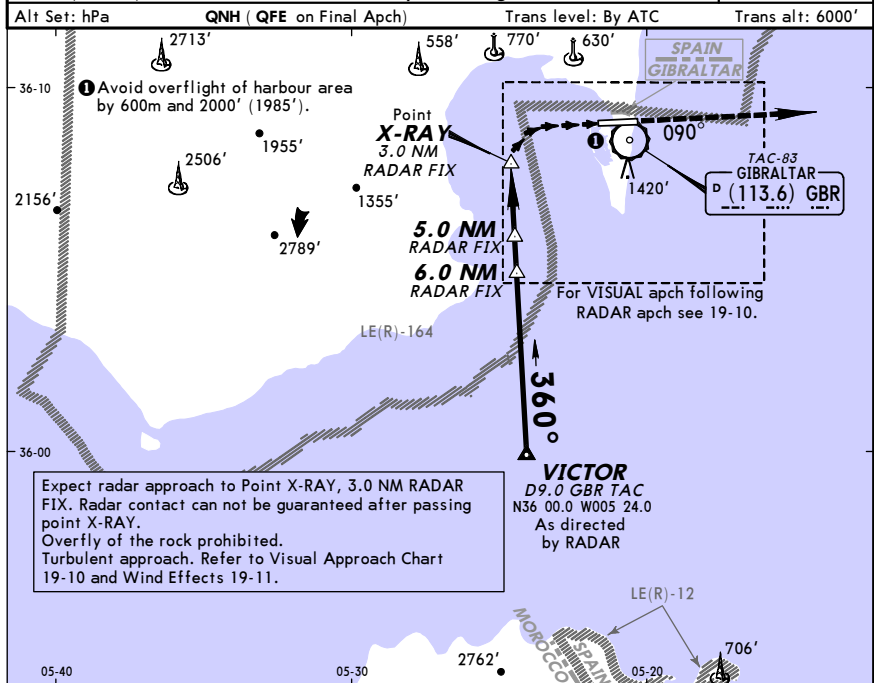 Alt Set: hPa QNH ( QFE on Final Apch) Trans level: By ATC Trans alt: 6000'
2713'
558'
770'
630'
SPAIN
GIBRALTAR
36-10
❶ Avoid overflight of harbour area
by 600m and 2000' (1985').
Point
X-RAY
3.0 NM
RADAR FIX
1955'
❶
090°
2506'
1355'
1420'
TAC-83
GIBRALTAR
D (113.6) GBR
2156'
2789'
5.0 NM
RADAR FIX
6.0 NM
RADAR FIX
For VISUAL apch following
RADAR apch see 19-10.
LE(R)-164
360°
36-00
VICTOR
D9.0 GBR TAC
N36 00.0 W005 24.0
As directed
by RADAR
Expect radar approach to Point X-RAY, 3.0 NM RADAR
FIX. Radar contact can not be guaranteed after passing
point X-RAY.
Overfly of the rock prohibited.
Turbulent approach. Refer to Visual Approach Chart
19-10 and Wind Effects 19-11.
LE(R)-12
MOROCCO
SPAIN
2762'
706'
05-40
05-30
05-20